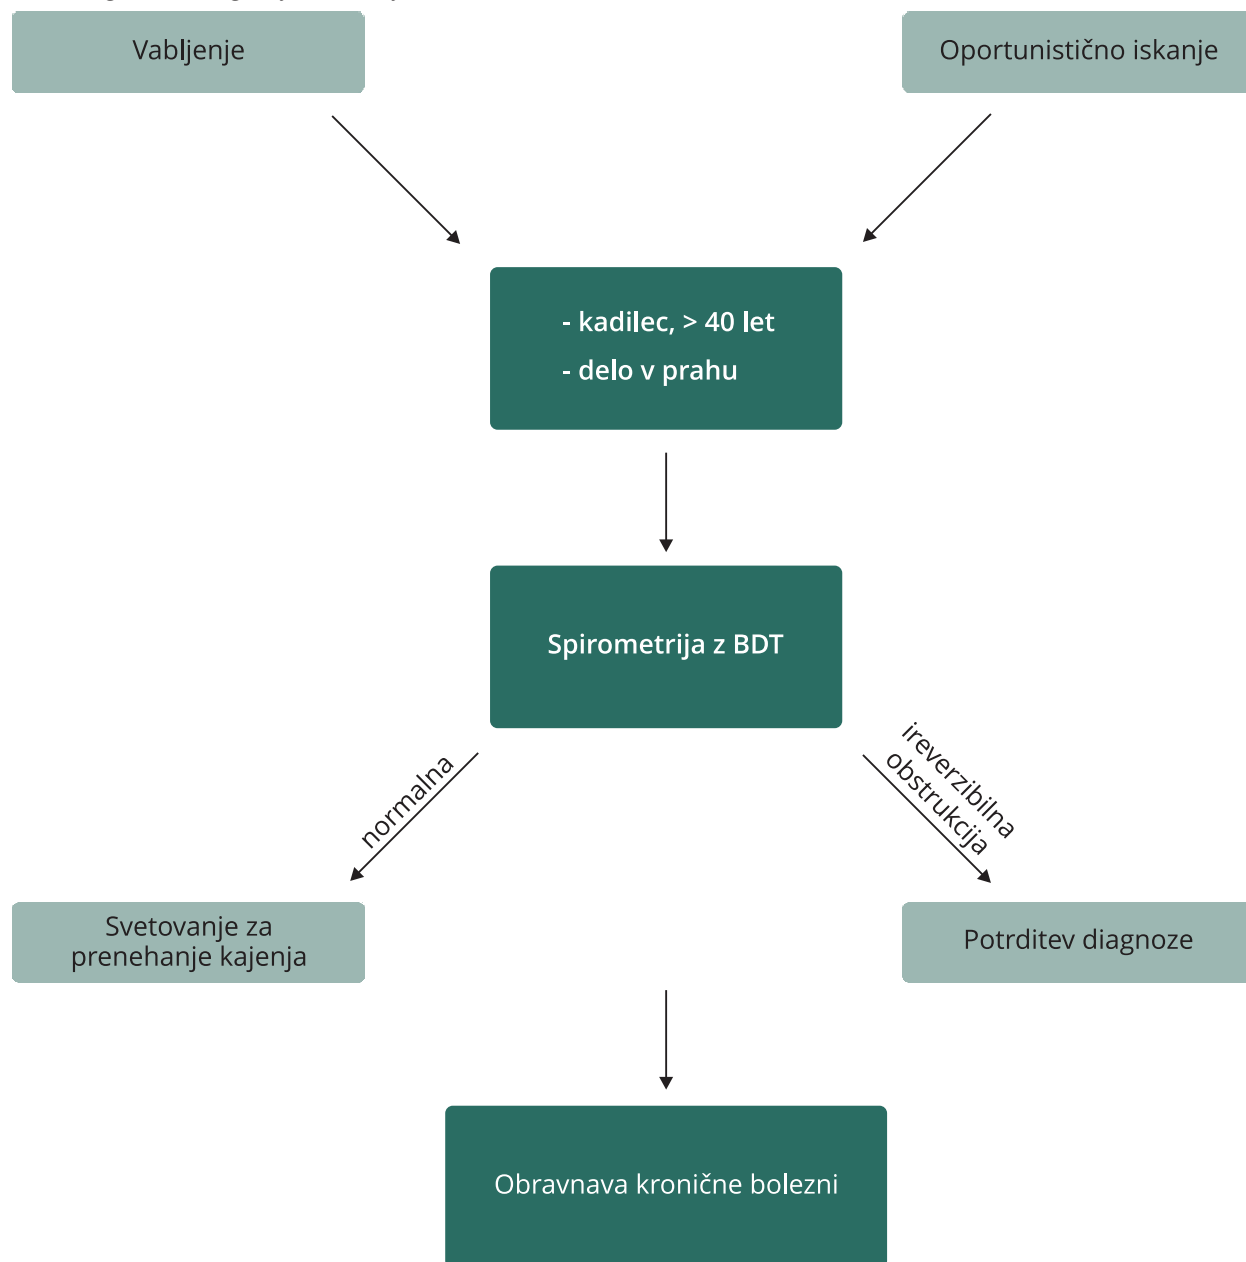 Vabljenje
Oportunistično iskanje
- kadilec, > 40 let
- delo v prahu
Spirometrija z BDT
normalna
ireverzibilna
obstrukcija
Svetovanje za
prenehanje kajenja
Potrditev diagnoze
Obravnava kronične bolezni